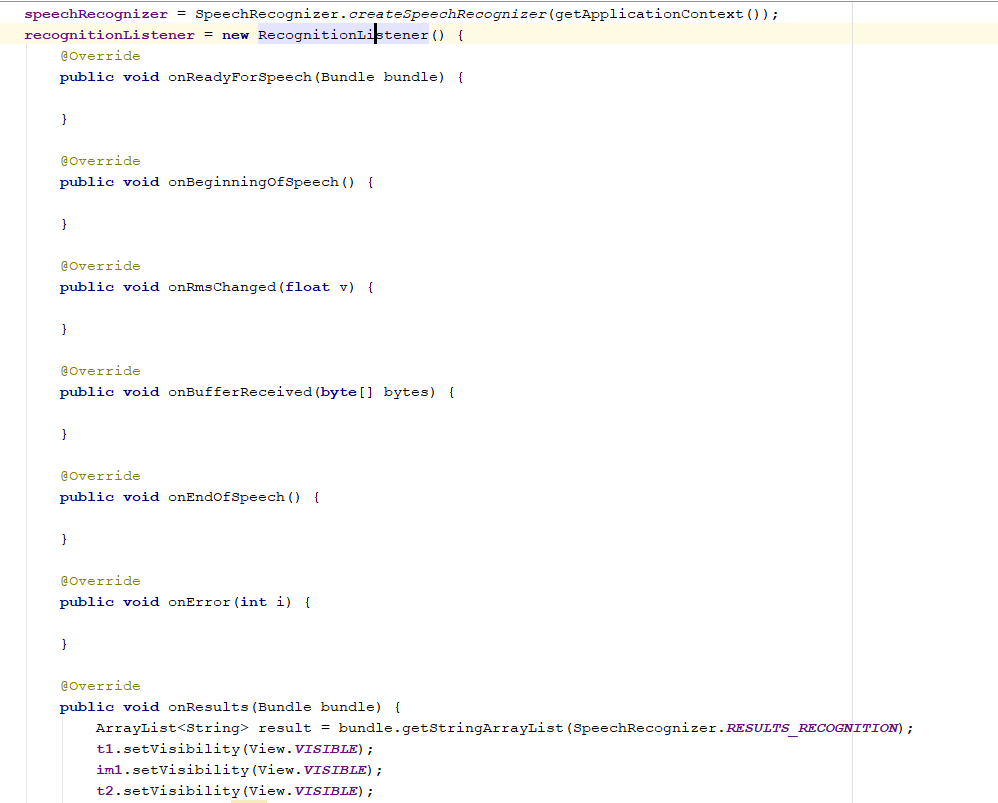 speechRecognizer = SpeechRecognizer.createSpeechRecognizer(getApplicationContext());
recognitionListener = new RecognitionListener() {
    @Override
    public void onReadyForSpeech(Bundle bundle) {

    }

    @Override
    public void onBeginningOfSpeech() {

    }

    @Override
    public void onRmsChanged(float v) {

    }

    @Override
    public void onBufferReceived(byte[] bytes) {

    }

    @Override
    public void onEndOfSpeech() {

    }

    @Override
    public void onError(int i) {

    }

    @Override
    public void onResults(Bundle bundle) {
        ArrayList<String> result = bundle.getStringArrayList(SpeechRecognizer.RESULTS_RECOGNITION);
        t1.setVisibility(View.VISIBLE);
        im1.setVisibility(View.VISIBLE);
        t2.setVisibility(View.VISIBLE);